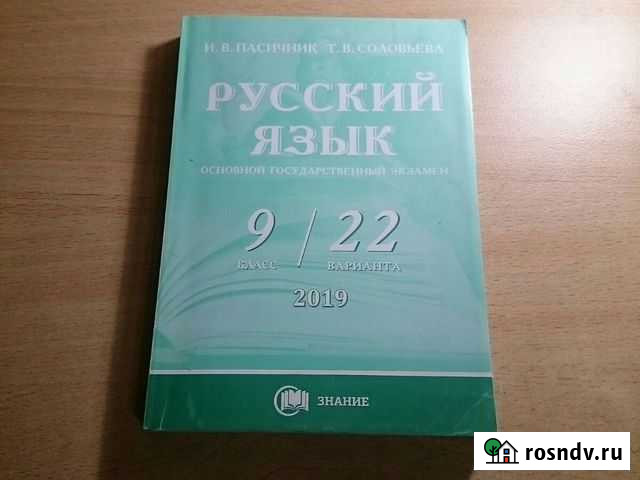 И. В. ПАСИЧНИК Т. В. СОЛОВЬЕВА
РУССКИЙ
ЯЗЫК
ОСНОВНОЙ ГОСУДАРСТВЕННЫЙ ЭКЗАМЕН
9 / 22
КЛАСС ВАРИАНТА
2019
ЗНАНИЕ
rosndv.ru